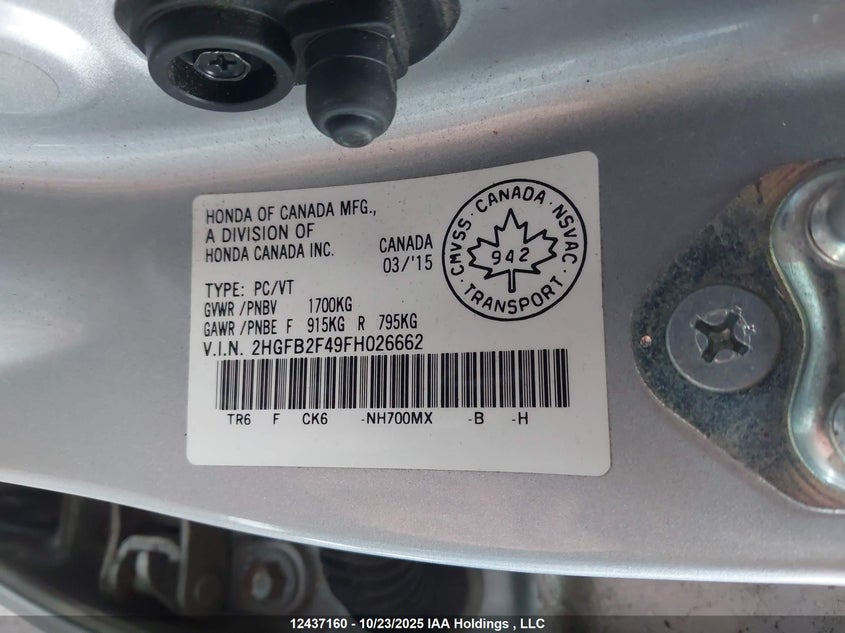 HONDA OF CANADA MFG.,
A DIVISION OF
HONDA CANADA INC.
CANADA
03/'15
TYPE: PC/VT
GVWR /PNBV 1700KG
GAWR /PNBE F 915KG R 795KG
V.I.N. 2HGFB2F49FH026662
TR6 F CK6 -NH700MX -B -H
CMVSS · CANADA · NSVAC · TRANSPORT ·
942
12437160 - 10/23/2025 IAA Holdings , LLC